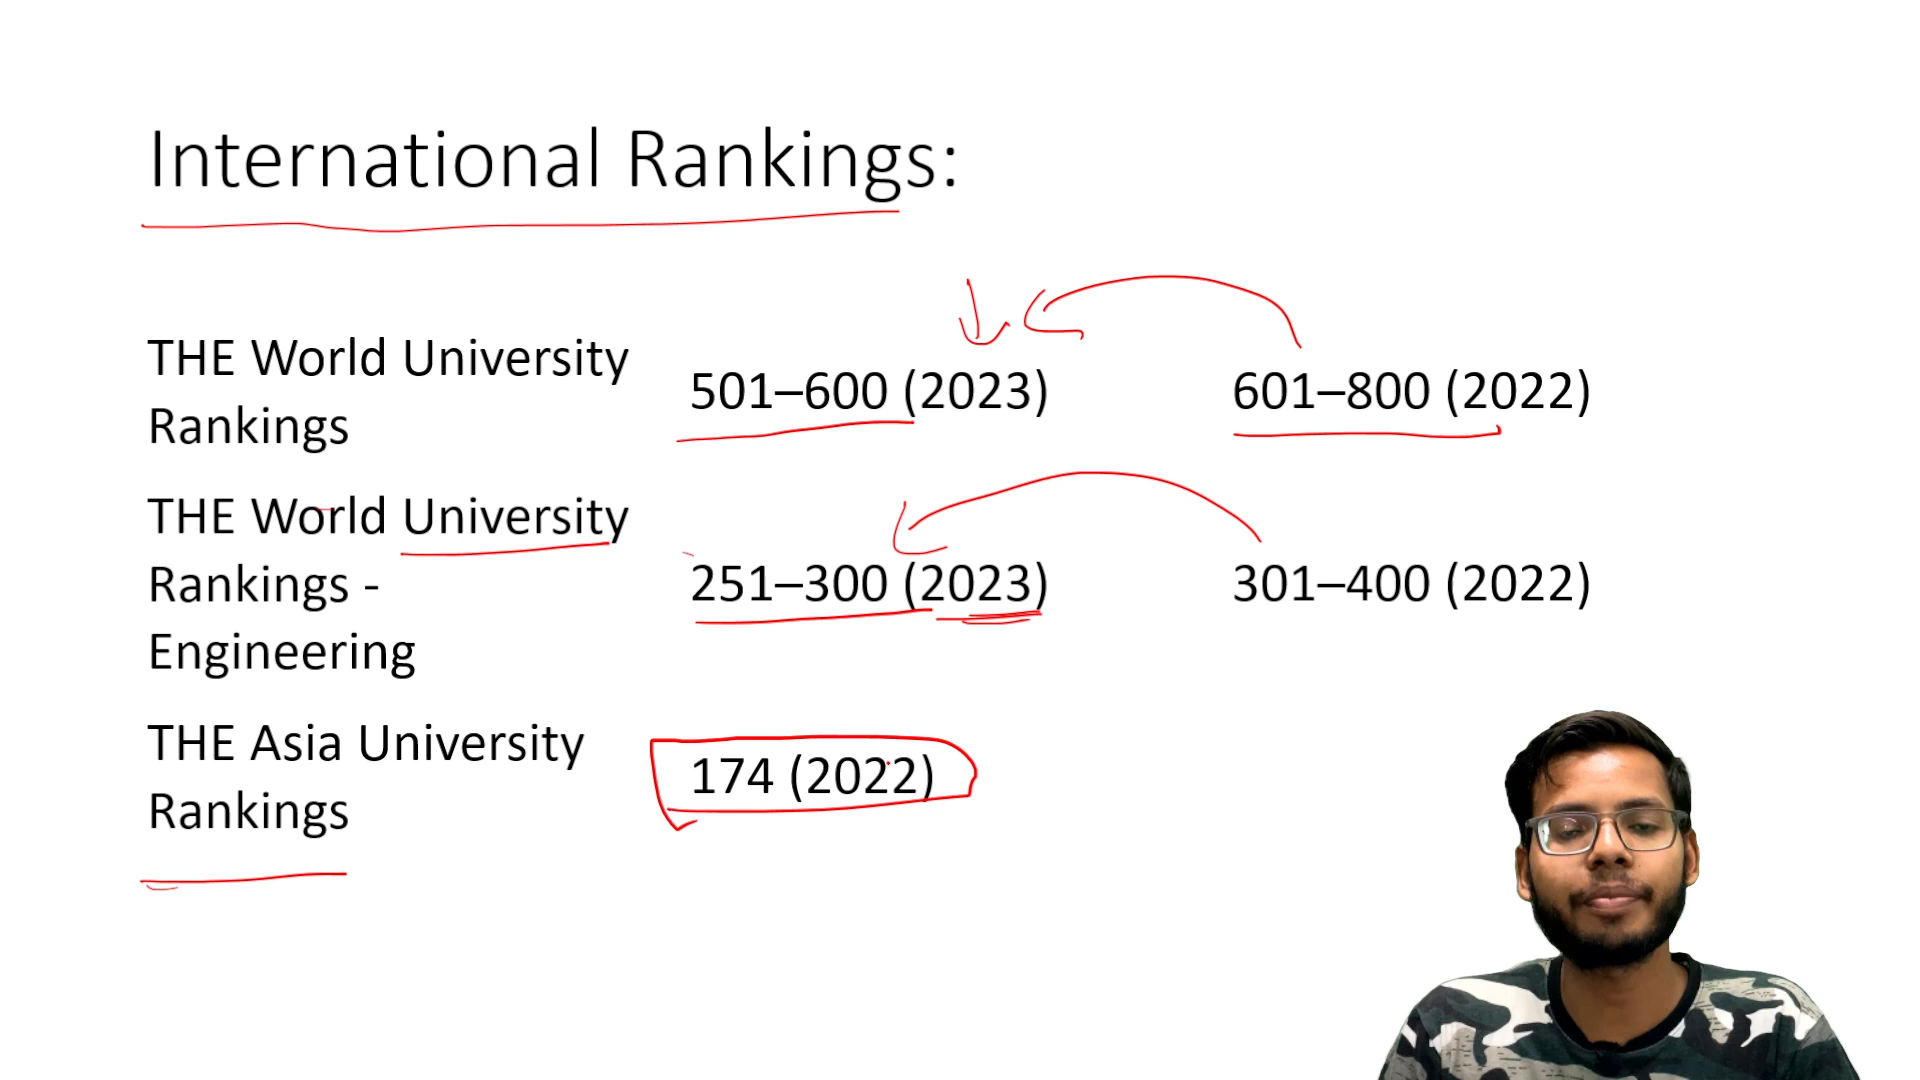 International Rankings:
THE World University
Rankings
501–600 (2023)
601–800 (2022)
THE World University
Rankings -
Engineering
251–300 (2023)
301–400 (2022)
THE Asia University
Rankings
174 (2022)